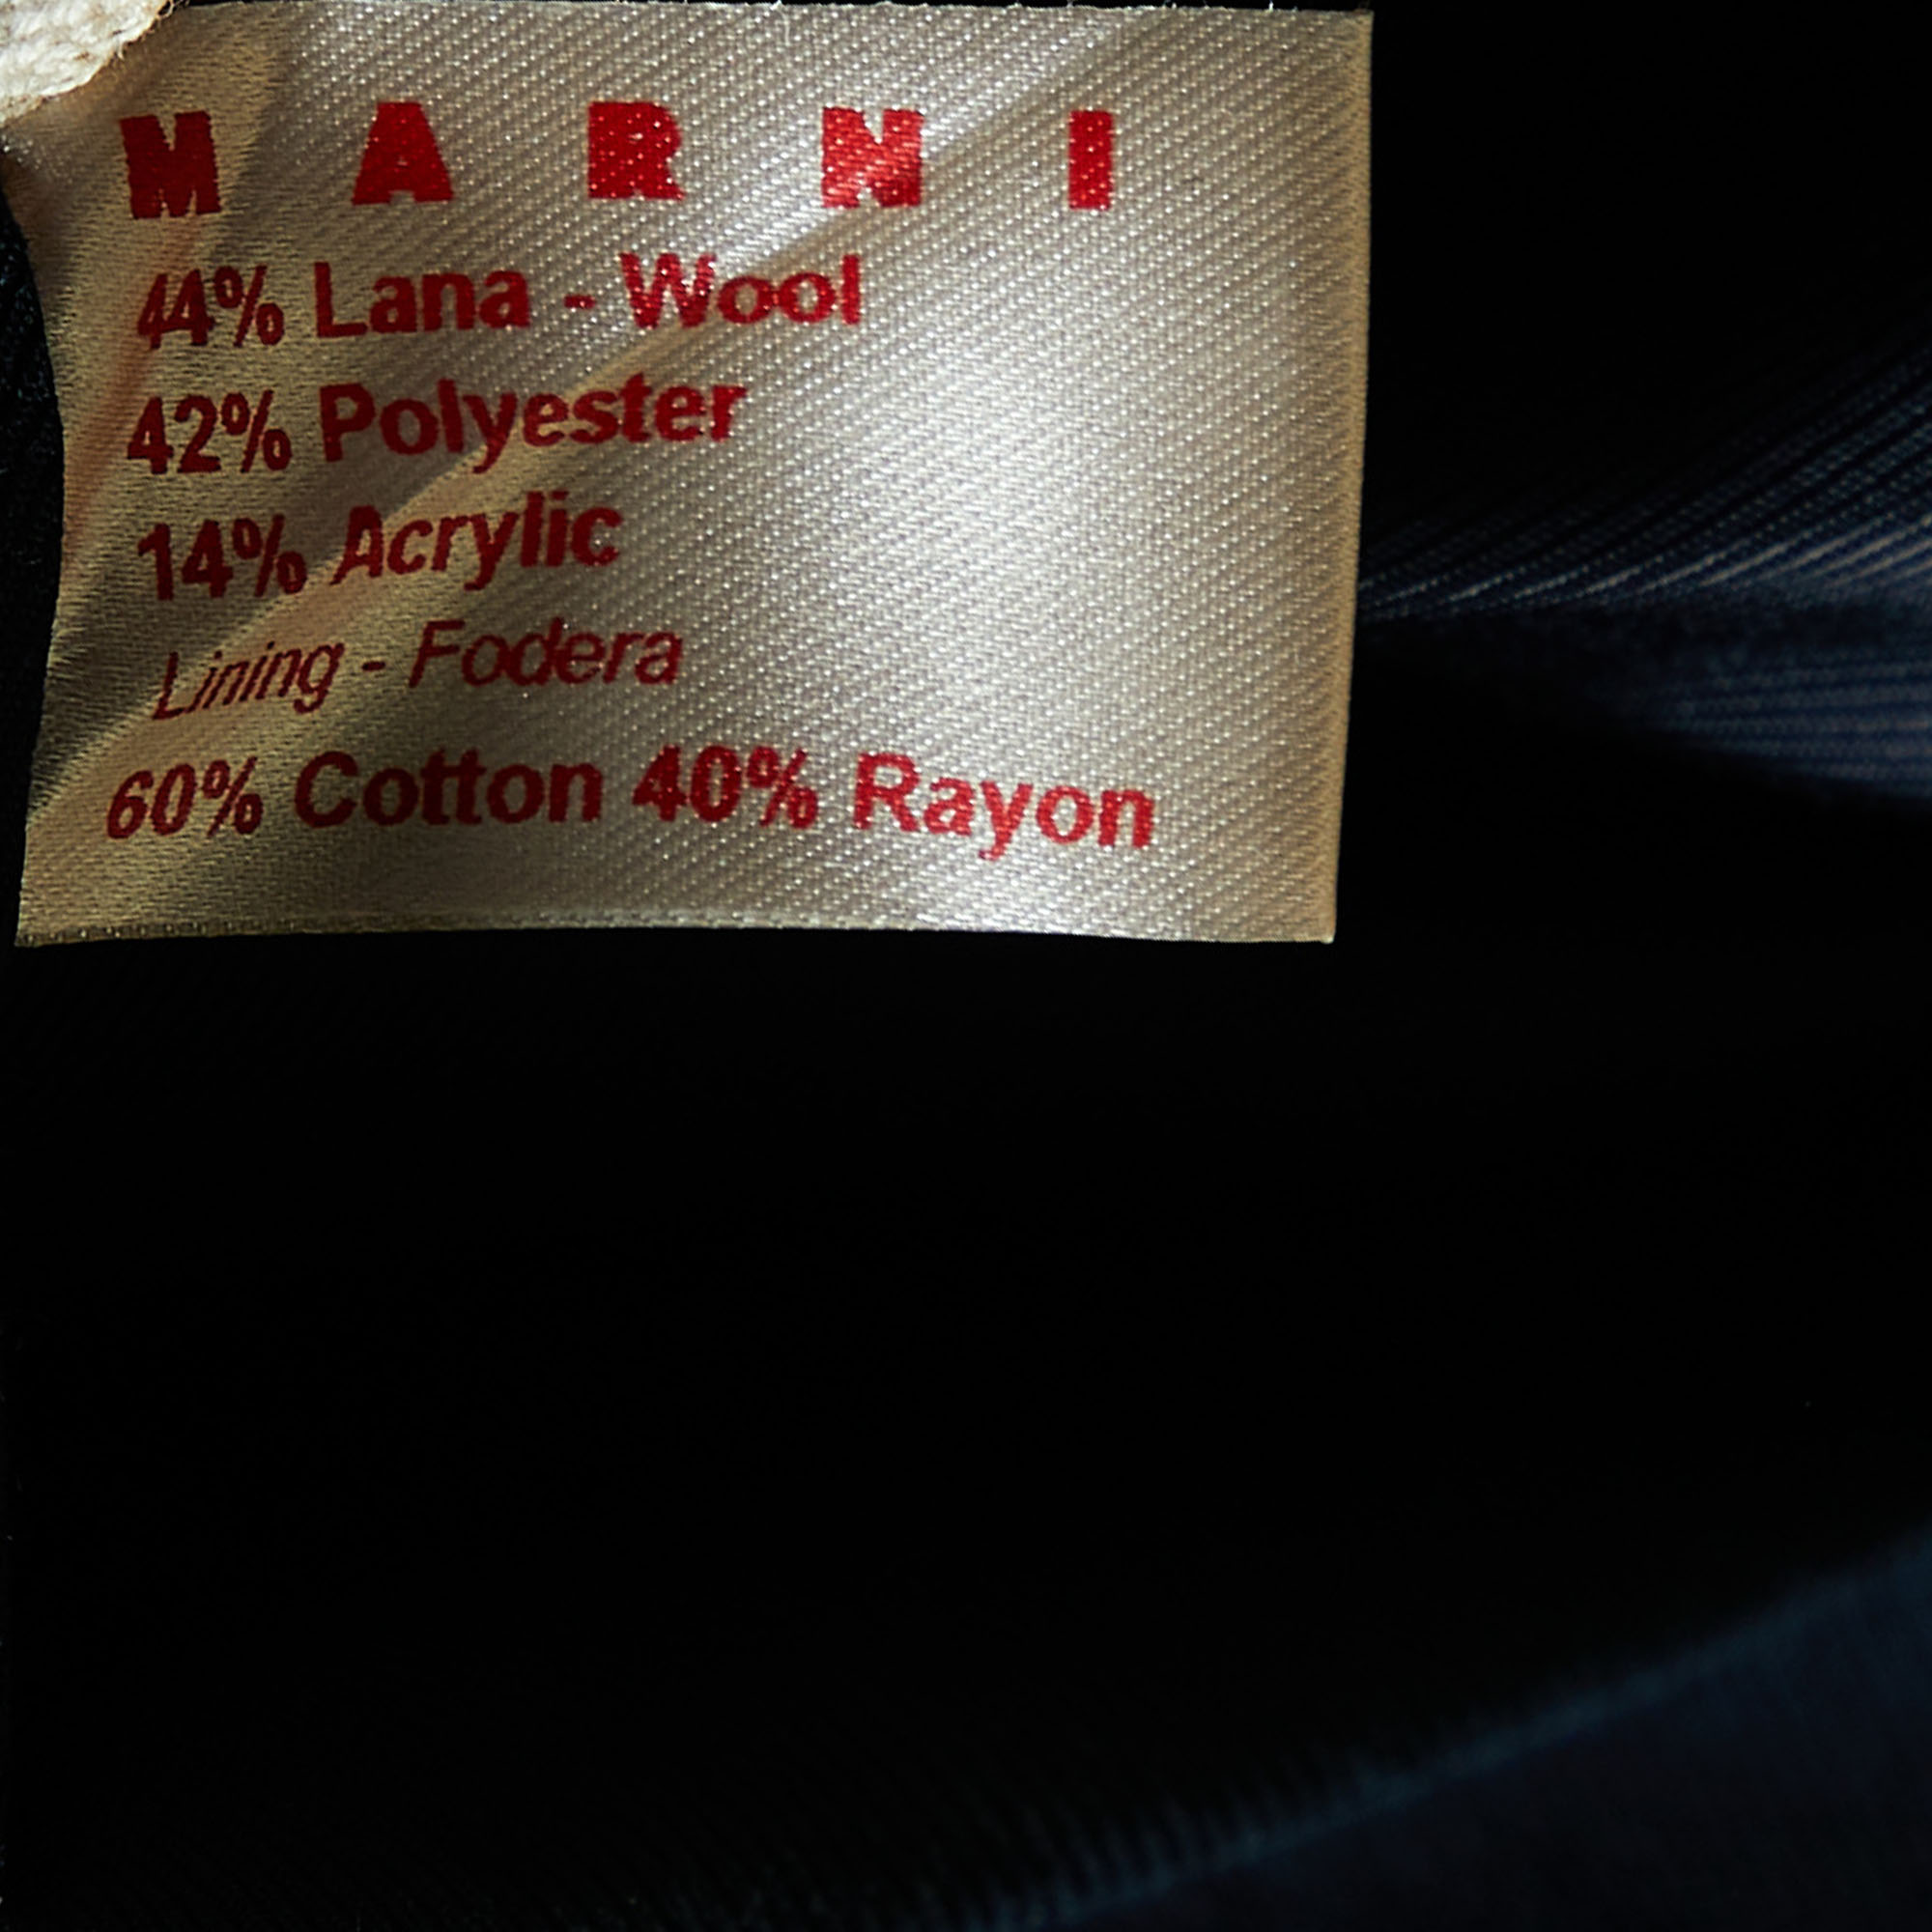 MARNI
44% Lana - Wool
42% Polyester
14% Acrylic
Lining - Fodera
60% Cotton 40% Rayon